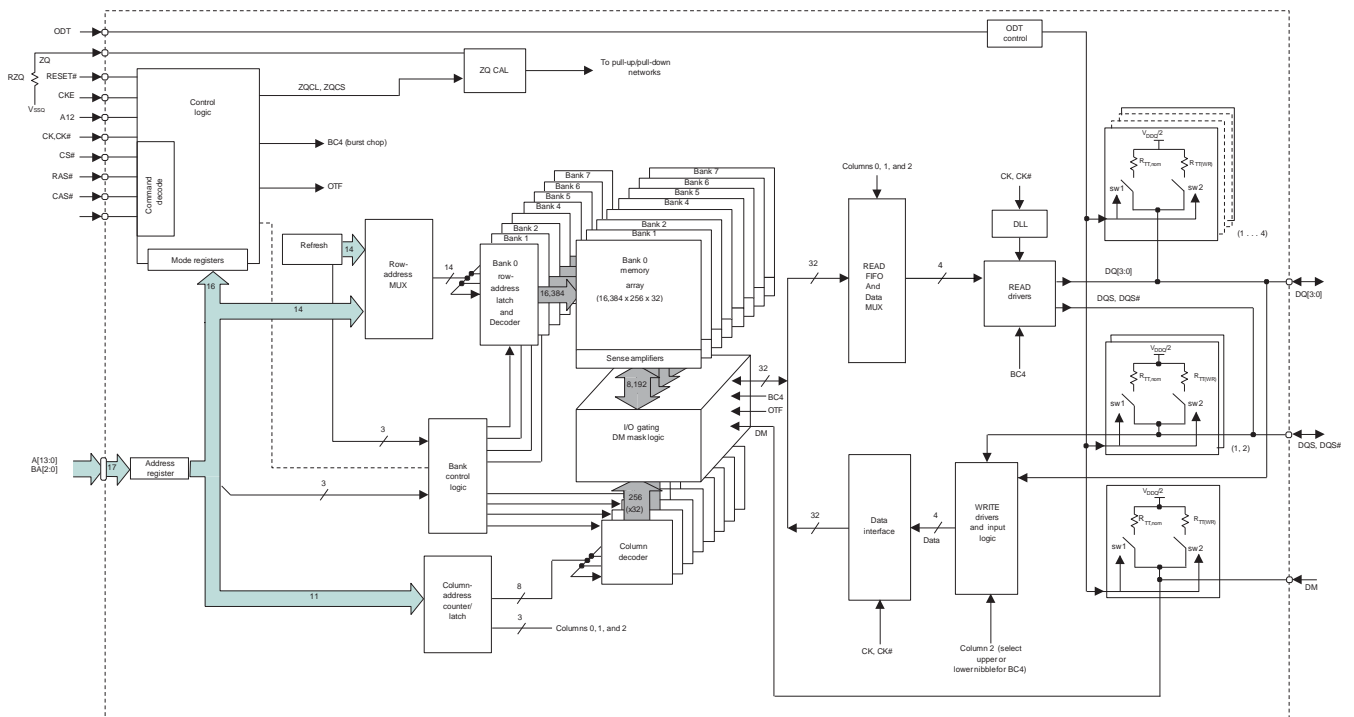 ODT
ODT
control
ZQ
RZQ
VSSQ
RESET#
CKE
A12
CK,CK#
CS#
RAS#
CAS#
Control
logic
Command
decode
Mode registers
ZQCL, ZQCS
ZQ CAL
To pull-up/pull-down
networks
BC4 (burst chop)
OTF
Refresh
14
Row-
address
MUX
16
14
14
Bank 7
Bank 6
Bank 5
Bank 4
Bank 2
Bank 1
Bank 0
row-
address
latch
and
Decoder
16,384
Bank 7
Bank 6
Bank 5
Bank 4
Bank 2
Bank 1
Bank 0
memory
array
(16,384 x 256 x 32)
Sense amplifiers
8,192
I/O gating
DM mask logic
32
BC4
OTF
DM
A[13:0]
BA[2:0]
17
Address
register
3
3
Bank
control
logic
256
(x32)
Column
decoder
11
Column-
address
counter/
latch
8
3
Columns 0, 1, and 2
Columns 0, 1, and 2
32
READ
FIFO
And
Data
MUX
4
CK, CK#
DLL
READ
drivers
BC4
DQ[3:0]
DQS, DQS#
VDDQ/2
RTT,nom
RTT(WR)
sw1
sw2
(1 . . . 4)
DQ[3:0]
VDDQ/2
RTT,nom
RTT(WR)
sw1
sw2
(1, 2)
DQS, DQS#
32
Data
interface
4
Data
WRITE
drivers
and input
logic
CK, CK#
Column 2 (select
upper or
lower nibble for BC4)
VDDQ/2
RTT,nom
RTT(WR)
sw1
sw2
DM